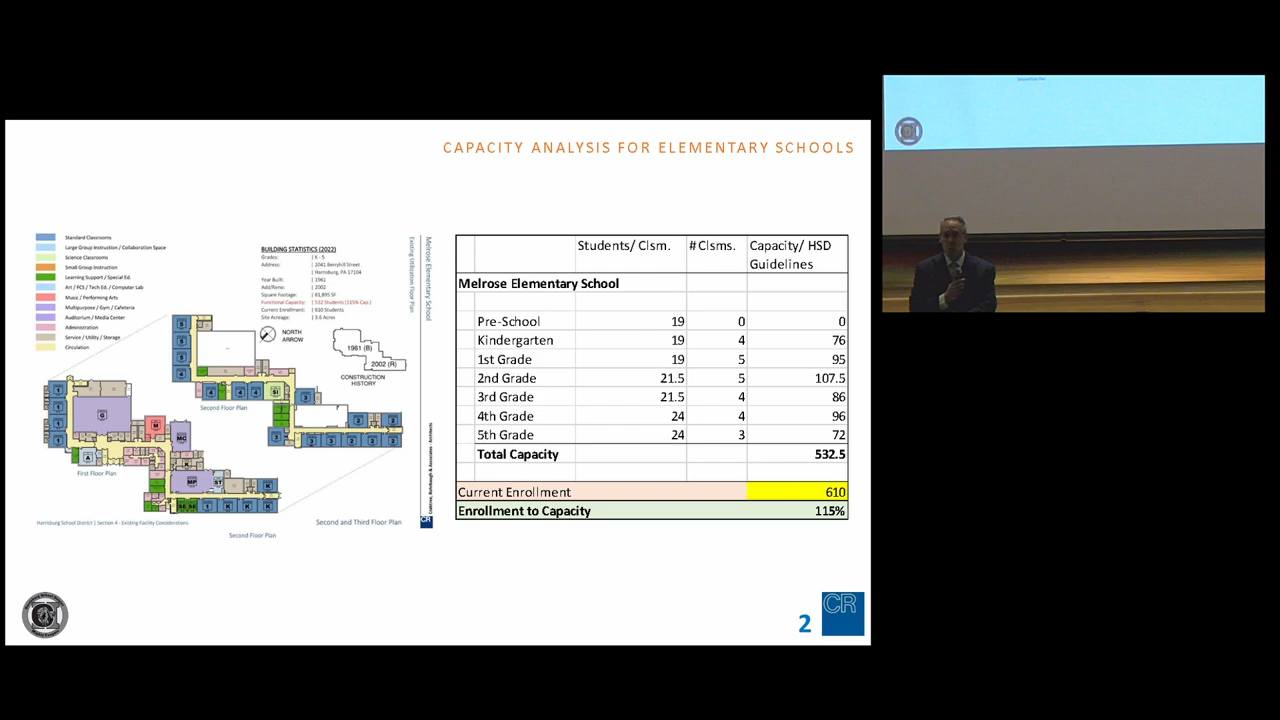 CAPACITY ANALYSIS FOR ELEMENTARY SCHOOLS
Standard Classrooms
Large Group Instruction / Collaboration Space
Science Classrooms
Small Group Instruction
Learning Support / Special Ed.
Art / FCS / Tech Ed. / Computer Lab
Music / Performing Arts
Multipurpose / Gym / Cafeteria
Auditorium / Media Center
Administration
Service / Utility / Storage
Circulation
BUILDING STATISTICS (2022)
Grades: | K - 5
Address: | 2041 Berryhill Street
| Harrisburg, PA 17104
Year Built: | 1961
Add/Reno: | 2002
Square Footage: | 81,895 SF
Functional Capacity: | 532 Students (115% Cap.)
Current Enrollment: | 610 Students
Site Acreage: | 3.6 Acres
NORTH
ARROW
1961 (B)
2002 (R)
CONSTRUCTION
HISTORY
Melrose Elementary School
Existing Utilization Floor Plan
Second Floor Plan
First Floor Plan
Second and Third Floor Plan
Second Floor Plan
Harrisburg School District | Section 4 - Existing Facility Considerations
Crabtree, Rohrbaugh & Associates - Architects
CR
Students/ Clsm. # Clsms. Capacity/ HSD
Guidelines
Melrose Elementary School
Pre-School 19 0 0
Kindergarten 19 4 76
1st Grade 19 5 95
2nd Grade 21.5 5 107.5
3rd Grade 21.5 4 86
4th Grade 24 4 96
5th Grade 24 3 72
Total Capacity 532.5
Current Enrollment 610
Enrollment to Capacity 115%
2
CR